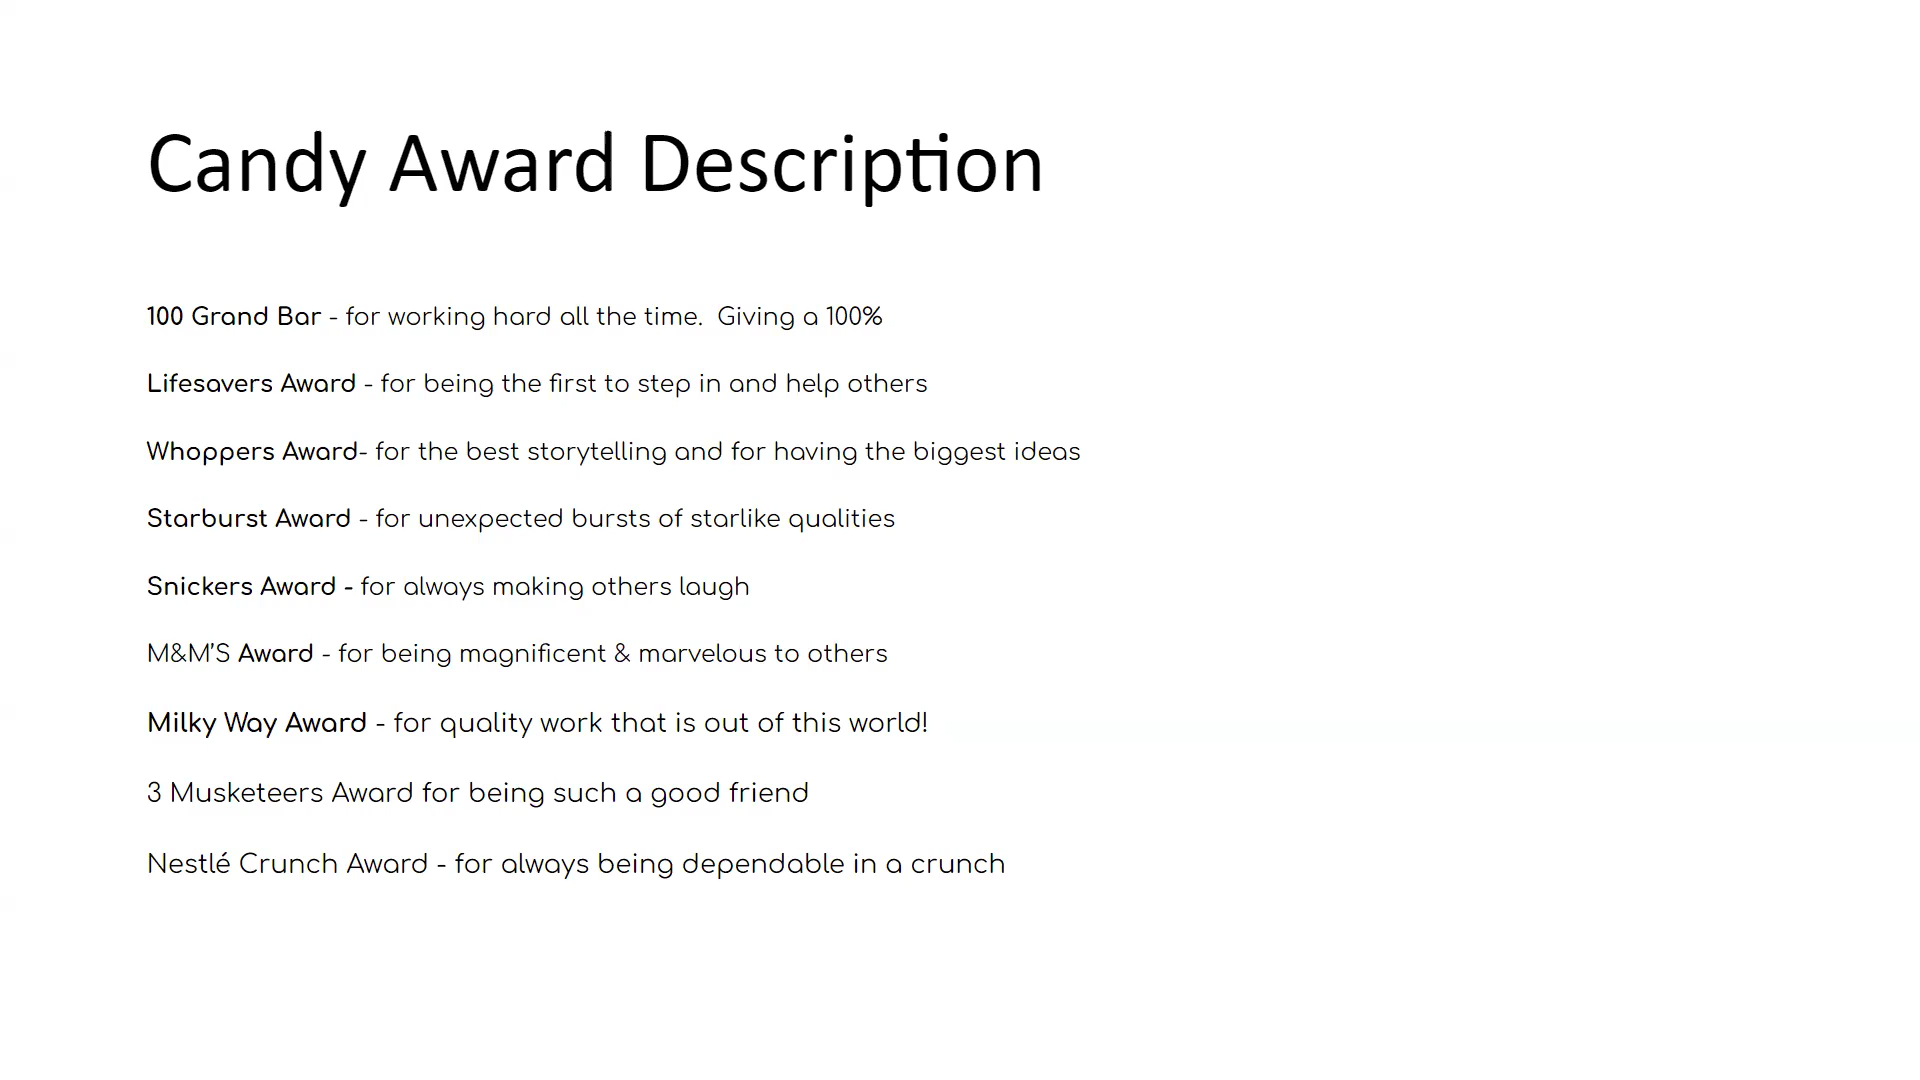 Candy Award Description
100 Grand Bar - for working hard all the time.  Giving a 100%
Lifesavers Award - for being the first to step in and help others
Whoppers Award- for the best storytelling and for having the biggest ideas
Starburst Award - for unexpected bursts of starlike qualities
Snickers Award - for always making others laugh
M&M’S Award - for being magnificent & marvelous to others
Milky Way Award - for quality work that is out of this world!
3 Musketeers Award for being such a good friend
Nestlé Crunch Award - for always being dependable in a crunch